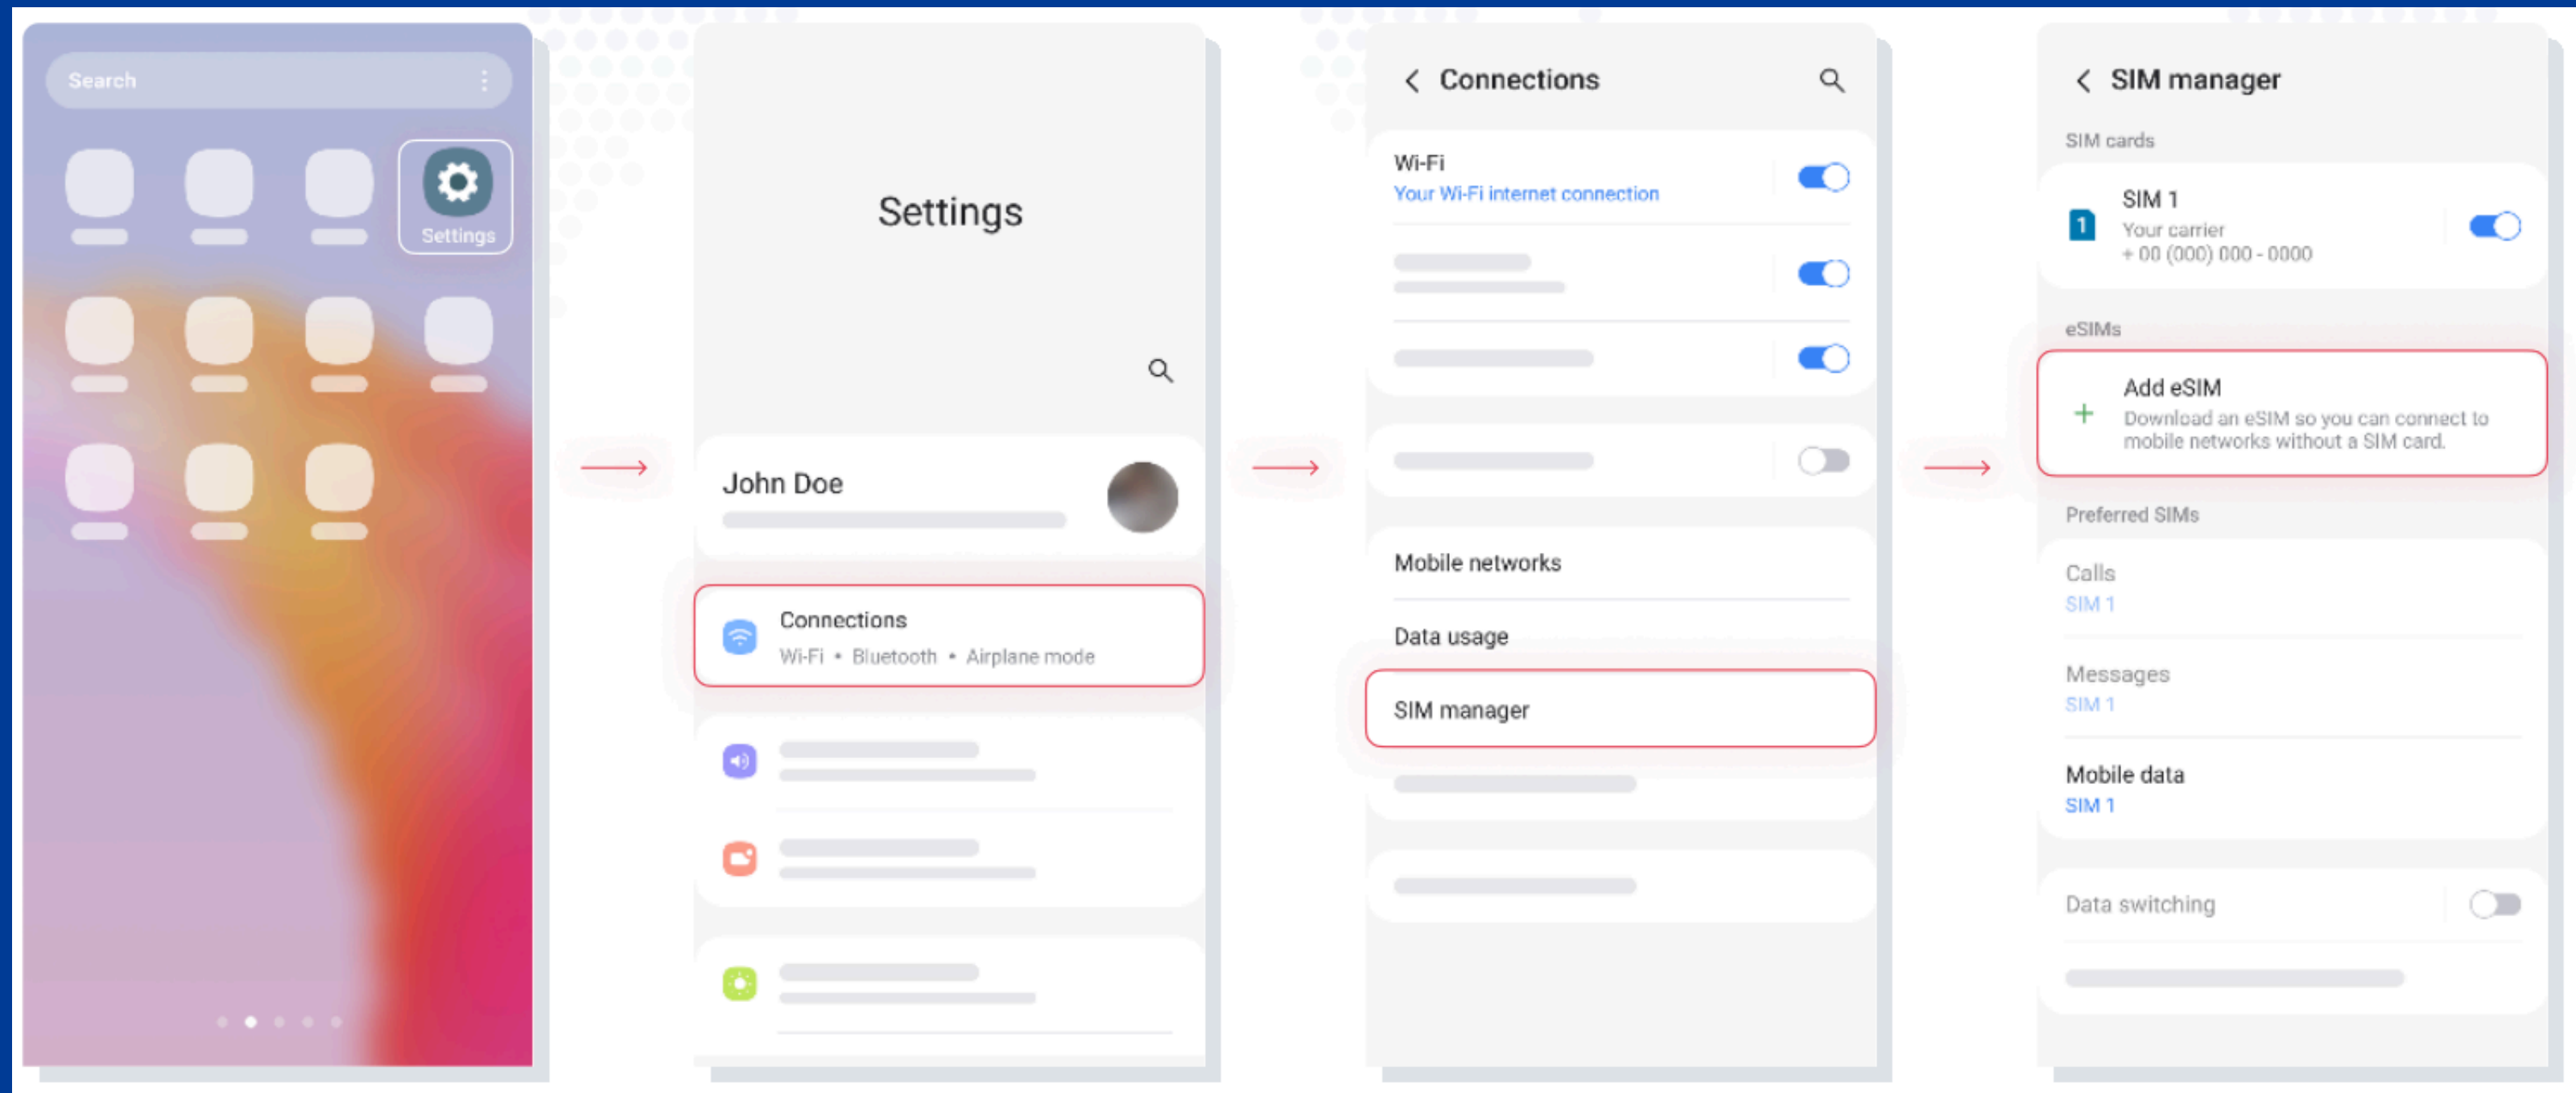 Search
Settings
Settings
John Doe
Connections
Wi-Fi • Bluetooth • Airplane mode
Connections
Wi-Fi
Your Wi-Fi internet connection
Mobile networks
Data usage
SIM manager
SIM manager
SIM cards
1
SIM 1
Your carrier
+ 00 (000) 000 - 0000
eSIMs
Add eSIM
Download an eSIM so you can connect to
mobile networks without a SIM card.
Preferred SIMs
Calls
SIM 1
Messages
SIM 1
Mobile data
SIM 1
Data switching